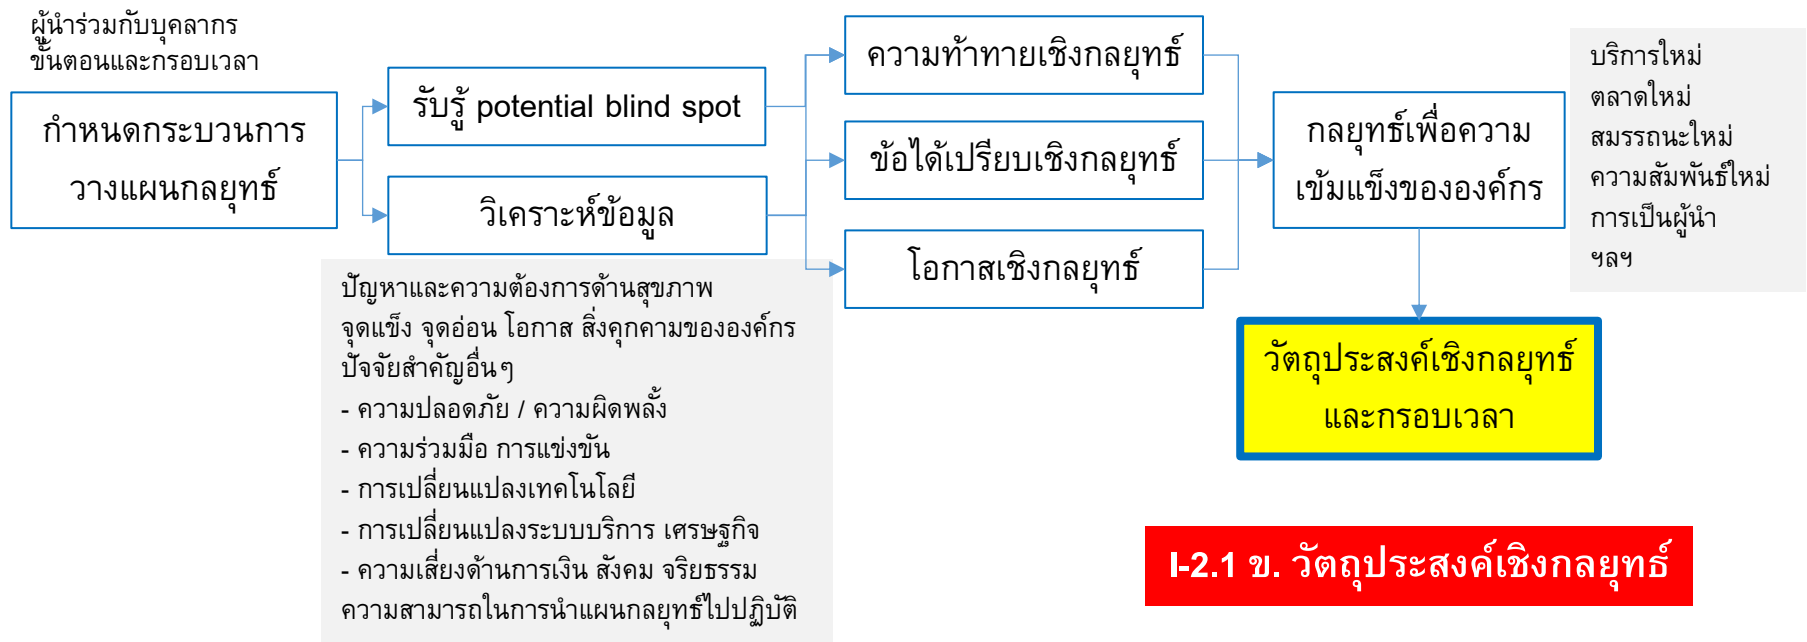 ผู้นำร่วมกับบุคลากร
ขั้นตอนและกรอบเวลา
กำหนดกระบวนการ
วางแผนกลยุทธ์
รับรู้ potential blind spot
วิเคราะห์ข้อมูล
ปัญหาและความต้องการด้านสุขภาพ
จุดแข็ง จุดอ่อน โอกาส สิ่งคุกคามขององค์กร
ปัจจัยสำคัญอื่นๆ
- ความปลอดภัย / ความผิดพลั้ง
- ความร่วมมือ การแข่งขัน
- การเปลี่ยนแปลงเทคโนโลยี
- การเปลี่ยนแปลงระบบบริการ เศรษฐกิจ
- ความเสี่ยงด้านการเงิน สังคม จริยธรรม
ความสามารถในการนำแผนกลยุทธ์ไปปฏิบัติ
ความท้าทายเชิงกลยุทธ์
ข้อได้เปรียบเชิงกลยุทธ์
โอกาสเชิงกลยุทธ์
กลยุทธ์เพื่อความ
เข้มแข็งขององค์กร
บริการใหม่
ตลาดใหม่
สมรรถนะใหม่
ความสัมพันธ์ใหม่
การเป็นผู้นำ
ฯลฯ
วัตถุประสงค์เชิงกลยุทธ์
และกรอบเวลา
I-2.1 ข. วัตถุประสงค์เชิงกลยุทธ์